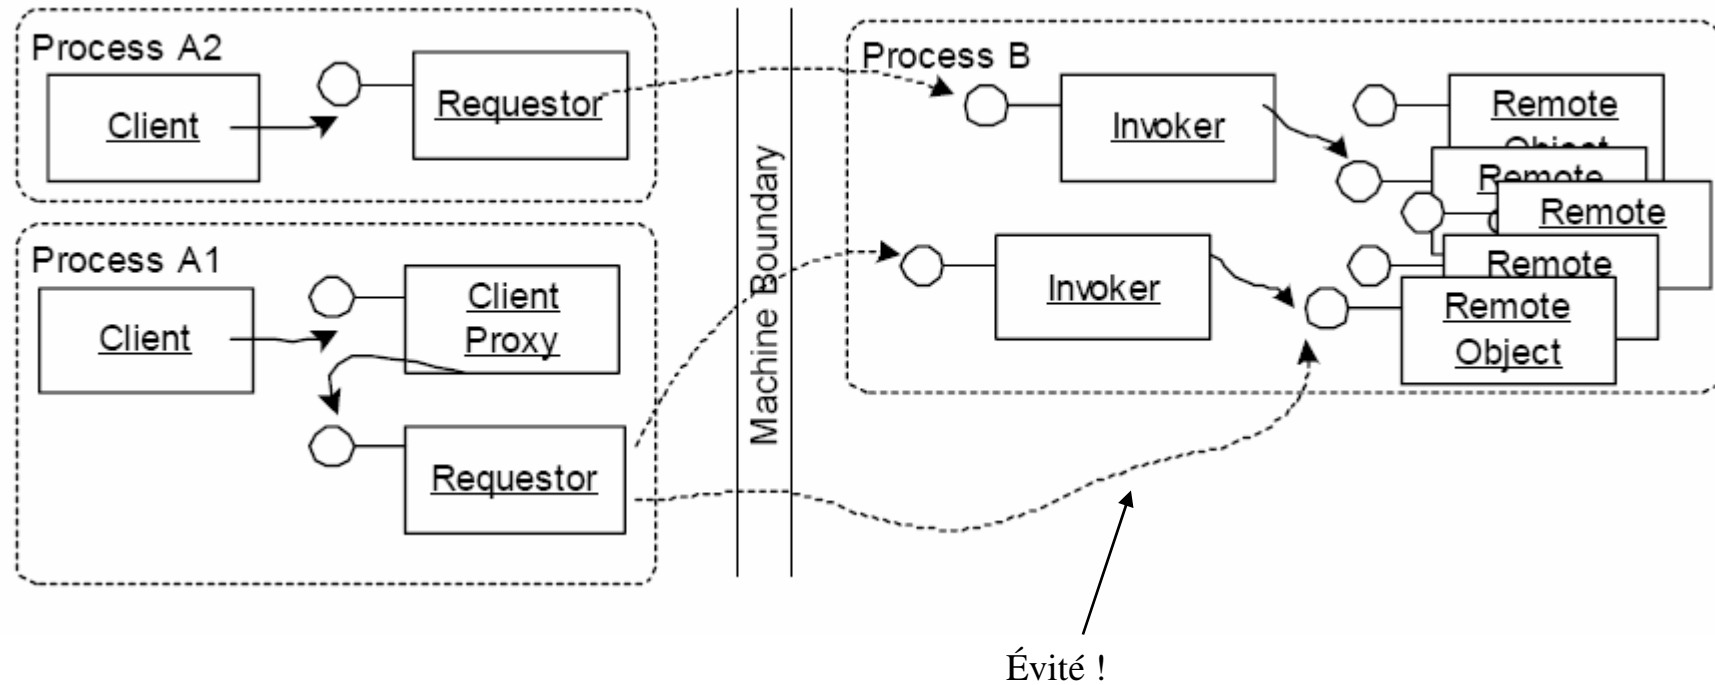 Process A2
Client
Requestor
Process A1
Client
Client
Proxy
Requestor
Machine Boundary
Process B
Invoker
Remote
Object
Remote
Remote
Invoker
Remote
Remote
Object
Évité !